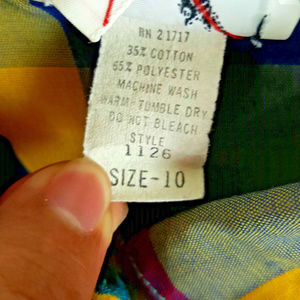 RN 21717
35% COTTON
65% POLYESTER
MACHINE WASH
WARM-TUMBLE DRY
DO NOT BLEACH
STYLE
1126
SIZE-10